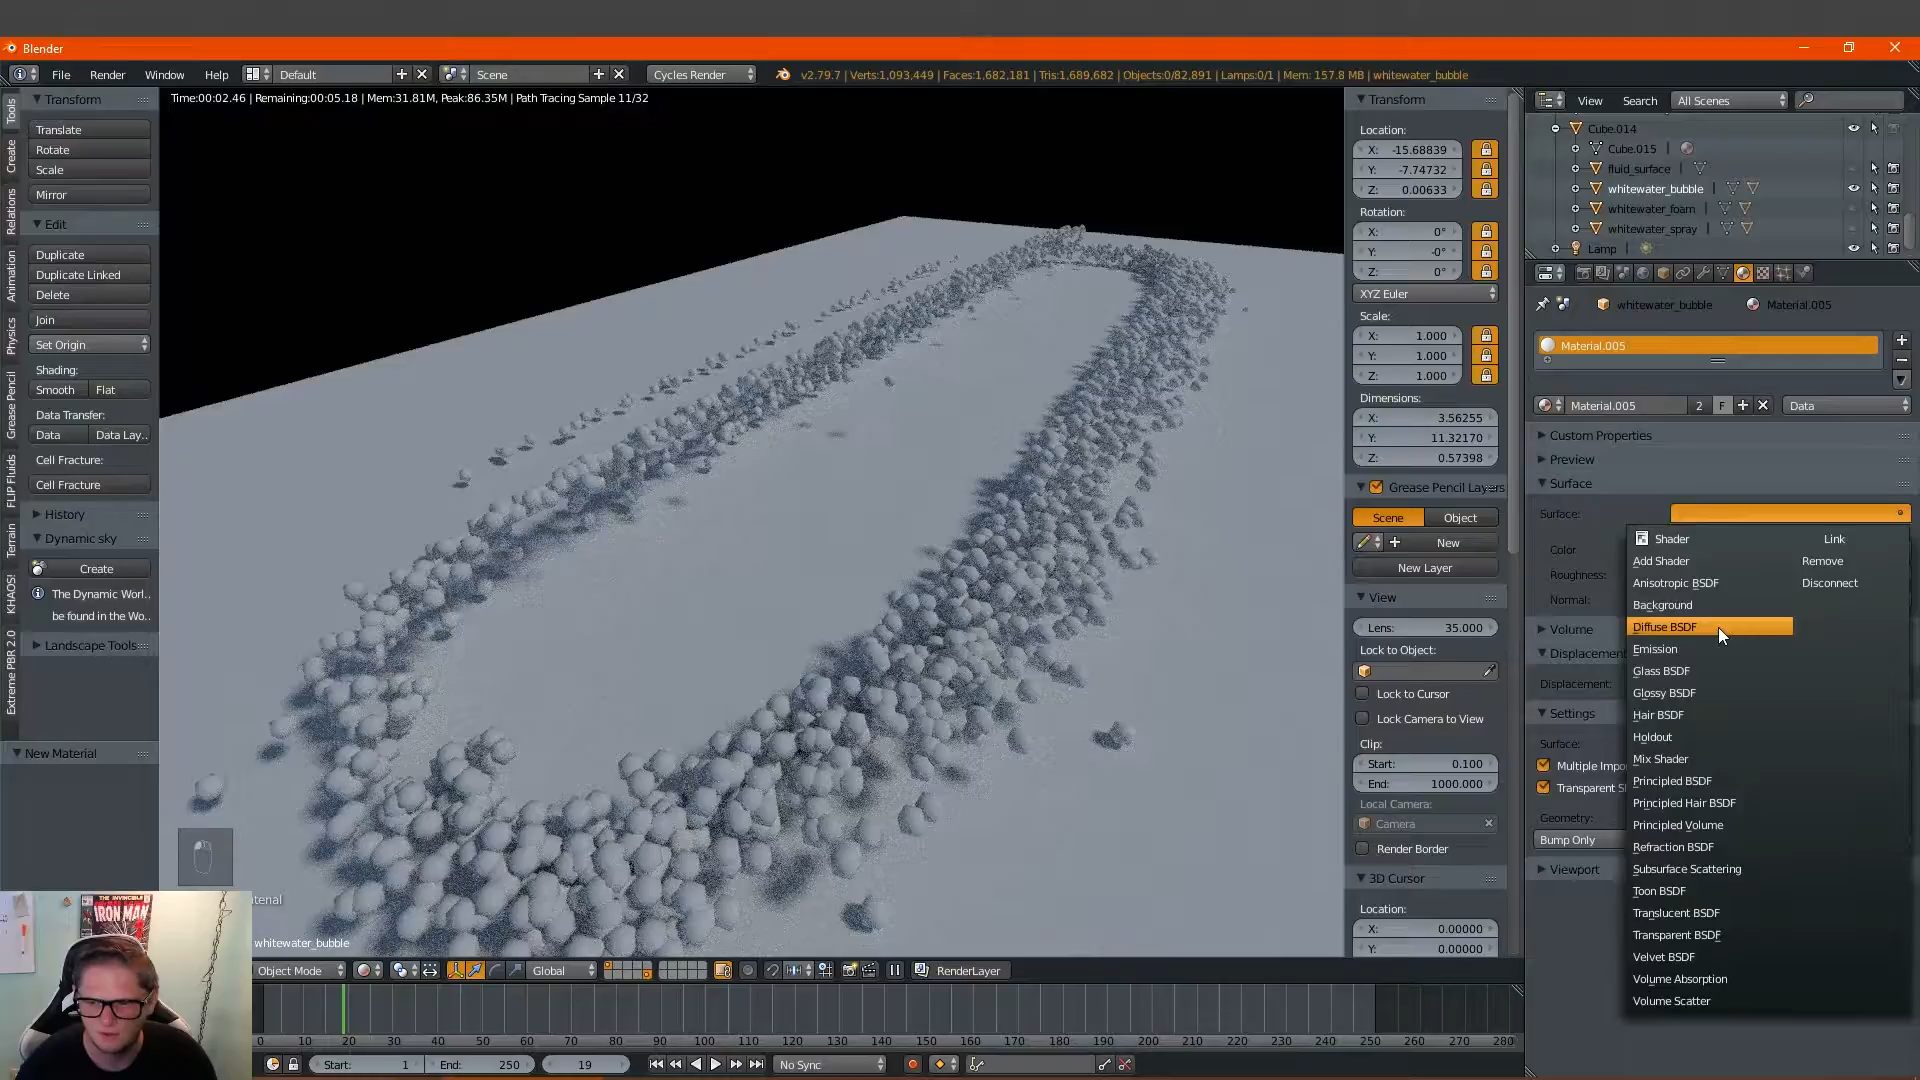 Blender
File Render Window Help Default Scene Cycles Render v2.79.7 | Verts:1,093,449 | Faces:1,682,181 | Tris:1,689,682 | Objects:0/82,891 | Lamps:0/1 | Mem: 157.8 MB | whitewater_bubble
Time:00:02.46 | Remaining:00:05.18 | Mem:31.81M, Peak:86.35M | Path Tracing Sample 11/32
Tools
Create
Relations
Animation
Physics
Grease Pencil
FLIP Fluids
Terrain
KHAOS!
Extreme PBR 2.0
Transform
Translate
Rotate
Scale
Mirror
Edit
Duplicate
Duplicate Linked
Delete
Join
Set Origin
Shading:
Smooth Flat
Data Transfer:
Data Data Lay..
Cell Fracture:
Cell Fracture
History
Dynamic sky
Create
The Dynamic Worl..
be found in the Wo..
Landscape Tools
New Material
THE INVINCIBLE
IRON MAN
whitewater_bubble
Transform
Location:
X: -15.68839
Y: -7.74732
Z: 0.00633
Rotation:
X: 0°
Y: -0°
Z: 0°
XYZ Euler
Scale:
X: 1.000
Y: 1.000
Z: 1.000
Dimensions:
X: 3.56255
Y: 11.32170
Z: 0.57398
Grease Pencil Layers
Scene Object
New
New Layer
View
Lens: 35.000
Lock to Object:
Lock to Cursor
Lock Camera to View
Clip:
Start: 0.100
End: 1000.000
Local Camera:
Camera
Render Border
3D Cursor
Location:
X: 0.00000
Y: 0.00000
View Search All Scenes
Cube.014
Cube.015
fluid_surface
whitewater_bubble
whitewater_foam
whitewater_spray
Lamp
whitewater_bubble Material.005
Material.005
Material.005 2 F Data
Custom Properties
Preview
Surface
Surface:
Color
Roughness:
Normal:
Volume
Displacement
Displacement:
Settings
Surface:
Multiple Impo
Transparent S
Geometry:
Bump Only
Viewport
Shader Link
Add Shader Remove
Anisotropic BSDF Disconnect
Background
Diffuse BSDF
Emission
Glass BSDF
Glossy BSDF
Hair BSDF
Holdout
Mix Shader
Principled BSDF
Principled Hair BSDF
Principled Volume
Refraction BSDF
Subsurface Scattering
Toon BSDF
Translucent BSDF
Transparent BSDF
Velvet BSDF
Volume Absorption
Volume Scatter
Object Mode Global RenderLayer
0 10 20 30 40 50 60 70 80 90 100 110 120 130 140 150 160 170 180 190 200 210 220 230 240 250 260 270 280
Start: 1 End: 250 19 No Sync